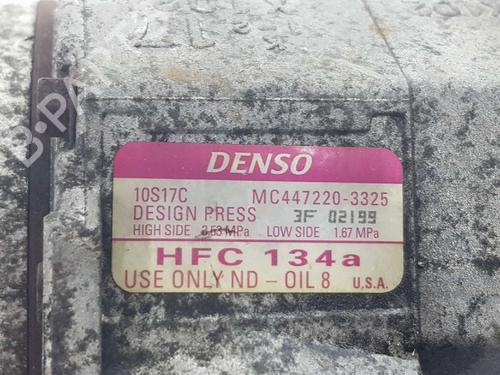 B-PARTS
DENSO
10S17C MC447220-3325
DESIGN PRESS 3F 02199
HIGH SIDE 3.53 MPa LOW SIDE 1.67 MPa
HFC 134a
USE ONLY ND - OIL 8 U.S.A.